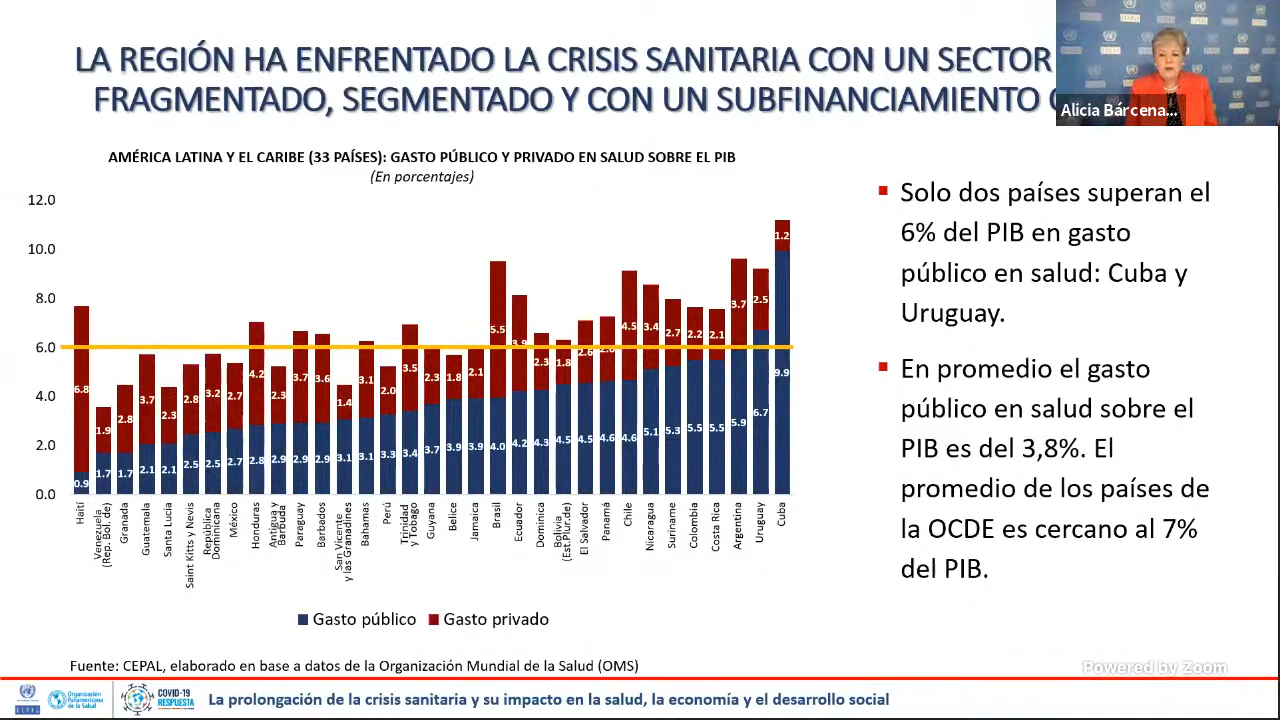 LA REGIÓN HA ENFRENTADO LA CRISIS SANITARIA CON UN SECTOR
FRAGMENTADO, SEGMENTADO Y CON UN SUBFINANCIAMIENTO
Alicia Bárcena...
AMÉRICA LATINA Y EL CARIBE (33 PAÍSES): GASTO PÚBLICO Y PRIVADO EN SALUD SOBRE EL PIB
(En porcentajes)
12.0
10.0
8.0
6.0
4.0
2.0
0.0
6.8 1.9 2.8 3.7 2.3 2.8 3.2 2.7 4.2 2.3 3.7 3.6 1.4 3.1 2.0 3.5 2.3 1.8 2.1 5.5 3.9 2.3 1.8 2.6 2.6 4.5 3.4 2.7 2.2 2.1 3.7 2.5 1.2
0.9 1.7 1.7 2.1 2.1 2.5 2.5 2.7 2.8 2.9 2.9 2.9 3.1 3.1 3.3 3.4 3.7 3.9 3.9 4.0 4.2 4.3 4.5 4.5 4.6 4.6 5.1 5.3 5.5 5.5 5.9 6.7 9.9
Haití
Venezuela
(Rep. Bol. de)
Granada
Guatemala
Santa Lucia
Saint Kitts y Nevis
República
Dominicana
México
Honduras
Antigua y
Barbuda
Paraguay
Barbados
San Vicente
y las Granadines
Bahamas
Perú
Trinidad
y Tobago
Guyana
Belice
Jamaica
Brasil
Ecuador
Dominica
Bolivia
(Est.Plur.de)
El Salvador
Panamá
Chile
Nicaragua
Suriname
Colombia
Costa Rica
Argentina
Uruguay
Cuba
Gasto público Gasto privado
▪ Solo dos países superan el
6% del PIB en gasto
público en salud: Cuba y
Uruguay.
▪ En promedio el gasto
público en salud sobre el
PIB es del 3,8%. El
promedio de los países de
la OCDE es cercano al 7%
del PIB.
Fuente: CEPAL, elaborado en base a datos de la Organización Mundial de la Salud (OMS)
Powered by Zoom
CEPAL
Organización
Panamericana
de la Salud
COVID-19
RESPUESTA
La prolongación de la crisis sanitaria y su impacto en la salud, la economía y el desarrollo social